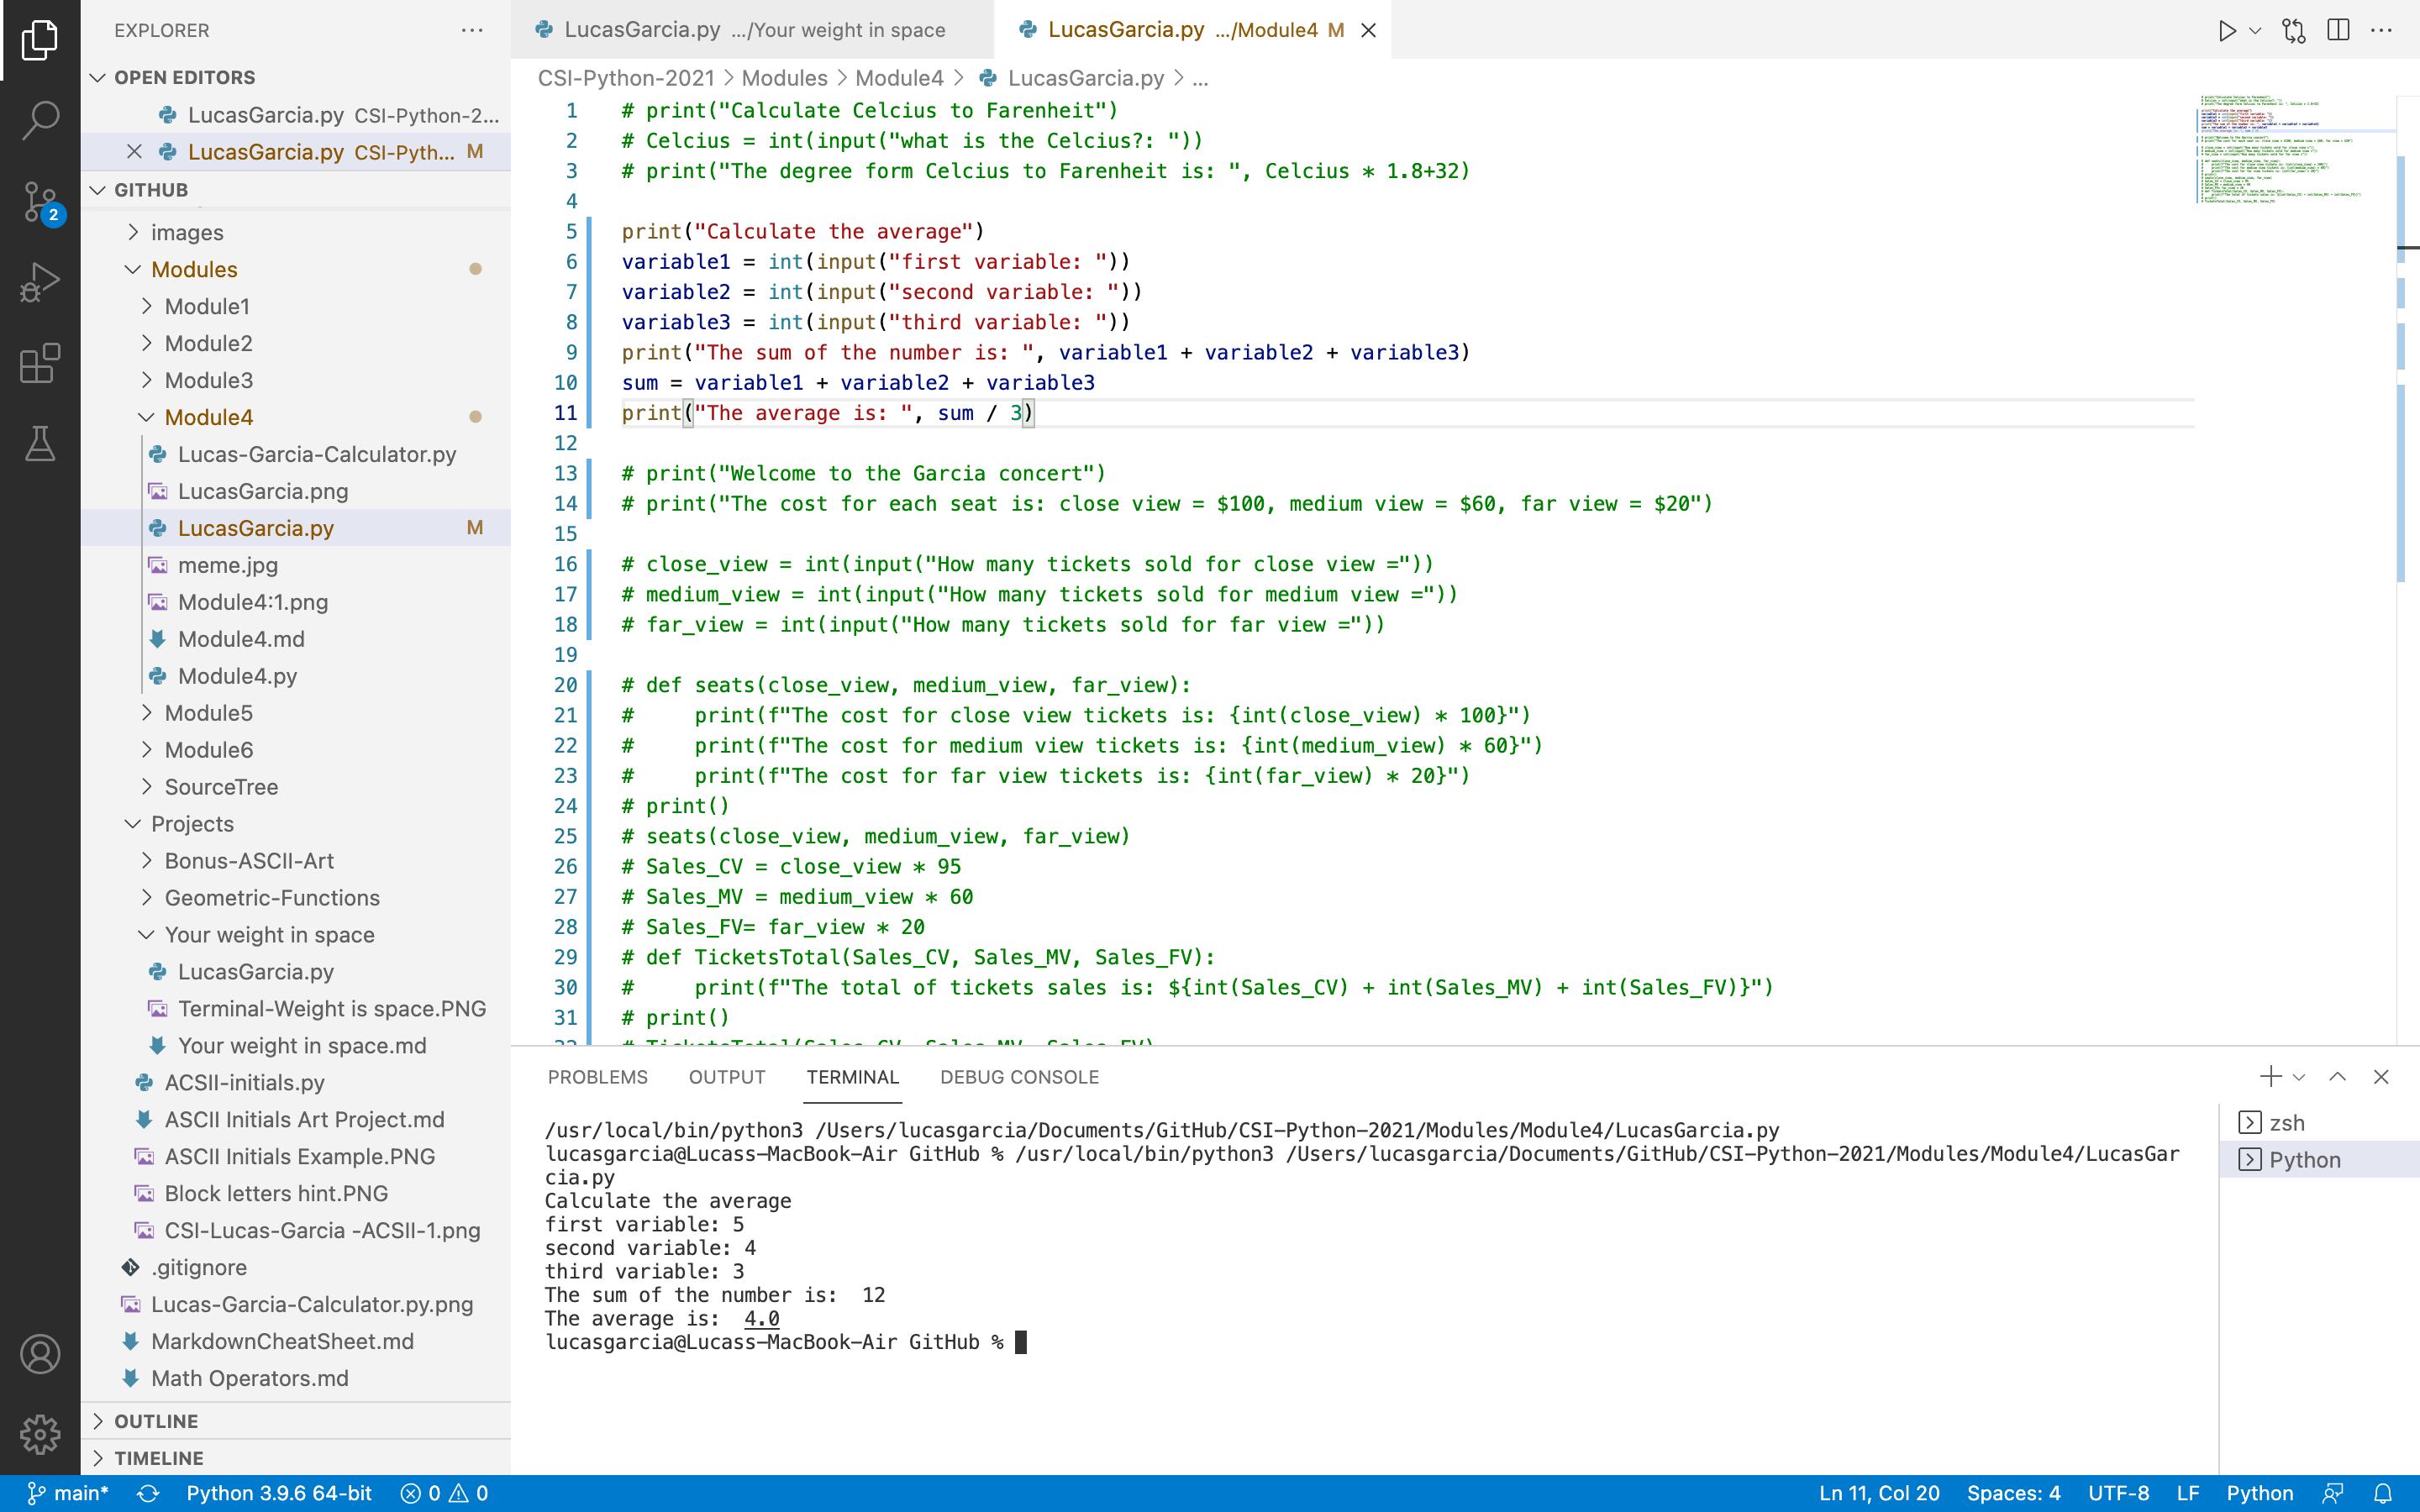 EXPLORER
OPEN EDITORS
LucasGarcia.py CSI-Python-2...
LucasGarcia.py CSI-Pyth... M
GITHUB
images
Modules
Module1
Module2
Module3
Module4
Lucas-Garcia-Calculator.py
LucasGarcia.png
LucasGarcia.py M
meme.jpg
Module4:1.png
Module4.md
Module4.py
Module5
Module6
SourceTree
Projects
Bonus-ASCII-Art
Geometric-Functions
Your weight in space
LucasGarcia.py
Terminal-Weight is space.PNG
Your weight in space.md
ACSII-initials.py
ASCII Initials Art Project.md
ASCII Initials Example.PNG
Block letters hint.PNG
CSI-Lucas-Garcia -ACSII-1.png
.gitignore
Lucas-Garcia-Calculator.py.png
MarkdownCheatSheet.md
Math Operators.md
OUTLINE
TIMELINE
2
LucasGarcia.py .../Your weight in space
LucasGarcia.py .../Module4 M
CSI-Python-2021 > Modules > Module4 > LucasGarcia.py > ...
1 # print("Calculate Celcius to Farenheit")
2 # Celcius = int(input("what is the Celcius?: "))
3 # print("The degree form Celcius to Farenheit is: ", Celcius * 1.8+32)
4
5 print("Calculate the average")
6 variable1 = int(input("first variable: "))
7 variable2 = int(input("second variable: "))
8 variable3 = int(input("third variable: "))
9 print("The sum of the number is: ", variable1 + variable2 + variable3)
10 sum = variable1 + variable2 + variable3
11 print("The average is: ", sum / 3)
12
13 # print("Welcome to the Garcia concert")
14 # print("The cost for each seat is: close view = $100, medium view = $60, far view = $20")
15
16 # close_view = int(input("How many tickets sold for close view ="))
17 # medium_view = int(input("How many tickets sold for medium view ="))
18 # far_view = int(input("How many tickets sold for far view ="))
19
20 # def seats(close_view, medium_view, far_view):
21 #     print(f"The cost for close view tickets is: {int(close_view) * 100}")
22 #     print(f"The cost for medium view tickets is: {int(medium_view) * 60}")
23 #     print(f"The cost for far view tickets is: {int(far_view) * 20}")
24 # print()
25 # seats(close_view, medium_view, far_view)
26 # Sales_CV = close_view * 95
27 # Sales_MV = medium_view * 60
28 # Sales_FV= far_view * 20
29 # def TicketsTotal(Sales_CV, Sales_MV, Sales_FV):
30 #     print(f"The total of tickets sales is: ${int(Sales_CV) + int(Sales_MV) + int(Sales_FV)}")
31 # print()
32 # TicketsTotal(Sales_CV, Sales_MV, Sales_FV)
PROBLEMS OUTPUT TERMINAL DEBUG CONSOLE
/usr/local/bin/python3 /Users/lucasgarcia/Documents/GitHub/CSI-Python-2021/Modules/Module4/LucasGarcia.py
lucasgarcia@Lucass-MacBook-Air GitHub % /usr/local/bin/python3 /Users/lucasgarcia/Documents/GitHub/CSI-Python-2021/Modules/Module4/LucasGar
cia.py
Calculate the average
first variable: 5
second variable: 4
third variable: 3
The sum of the number is:  12
The average is:  4.0
lucasgarcia@Lucass-MacBook-Air GitHub %
zsh
Python
main* Python 3.9.6 64-bit 0 0 Ln 11, Col 20 Spaces: 4 UTF-8 LF Python